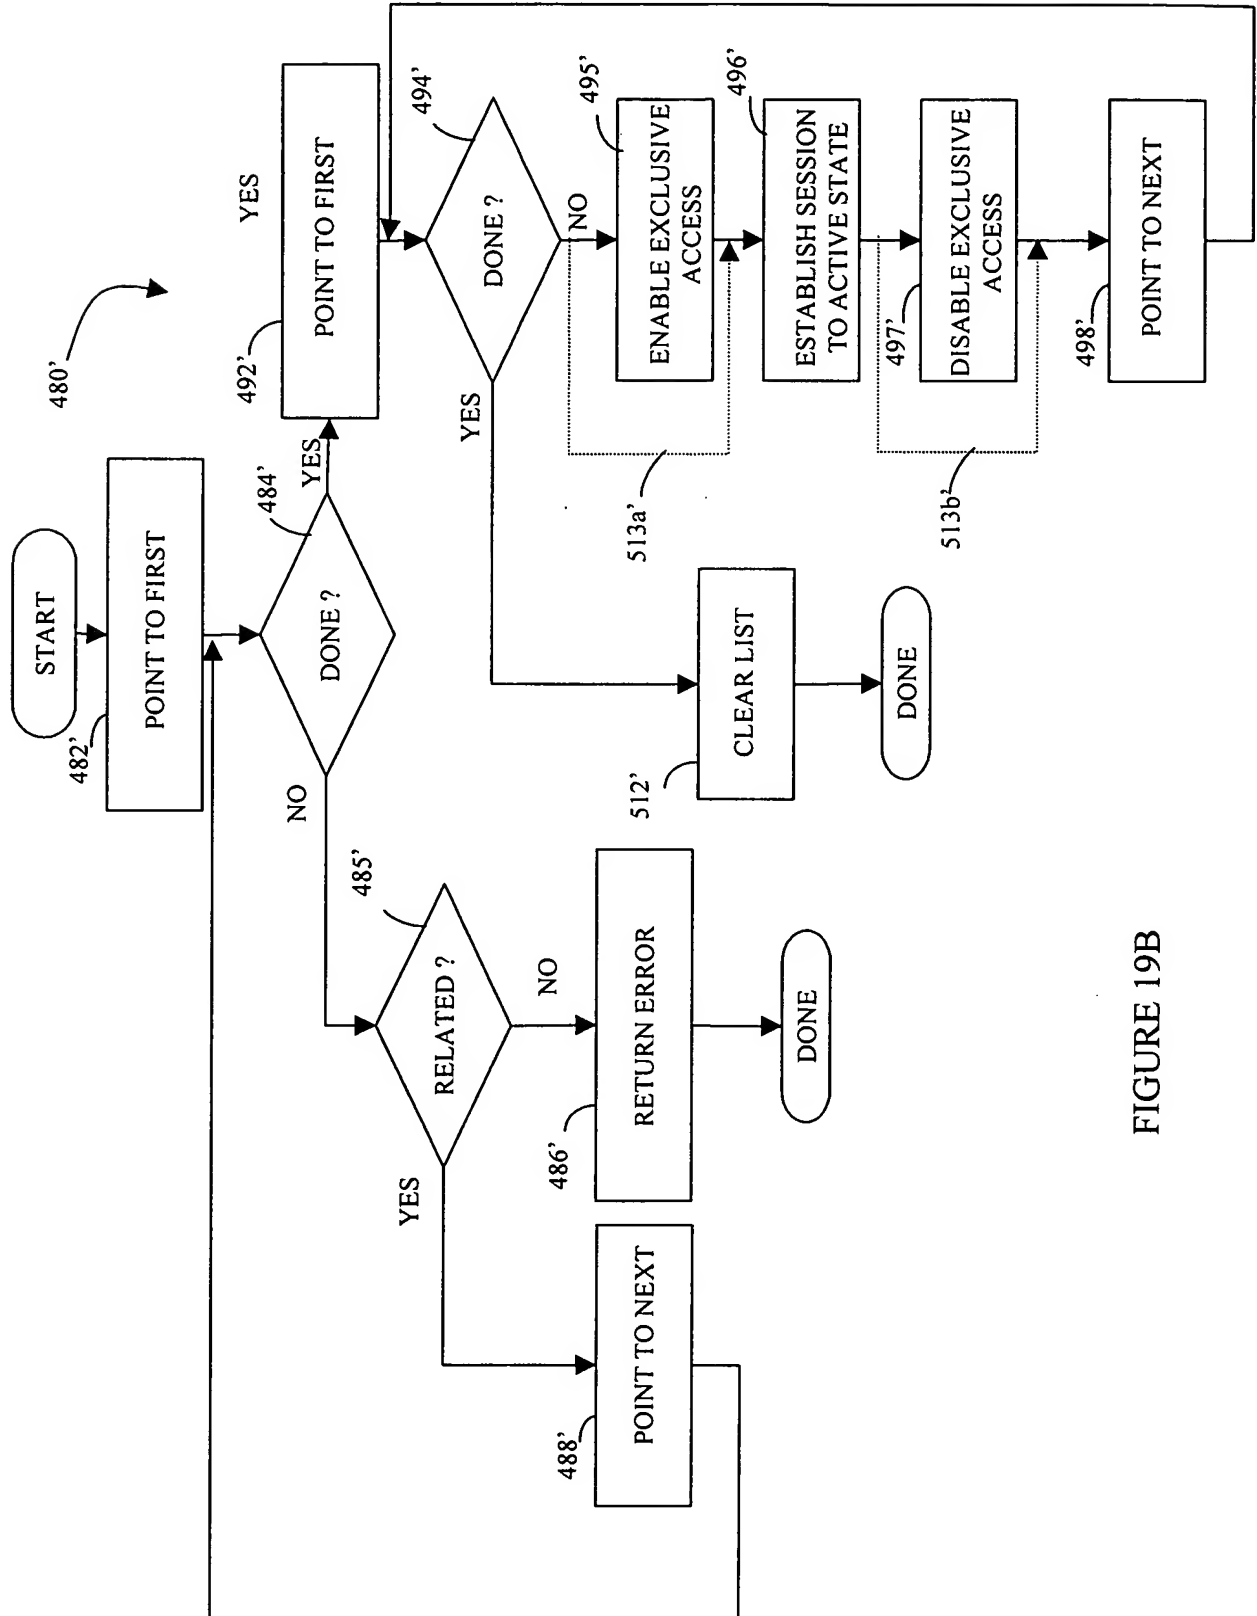 480'
START
482'
POINT TO FIRST
484'
DONE ?
YES
NO
YES
492'
POINT TO FIRST
494'
DONE ?
YES
NO
495'
ENABLE EXCLUSIVE
ACCESS
513a'
496'
ESTABLISH SESSION
TO ACTIVE STATE
497'
DISABLE EXCLUSIVE
ACCESS
513b'
498'
POINT TO NEXT
512'
CLEAR LIST
DONE
485'
RELATED ?
YES
NO
486'
RETURN ERROR
DONE
488'
POINT TO NEXT
FIGURE 19B